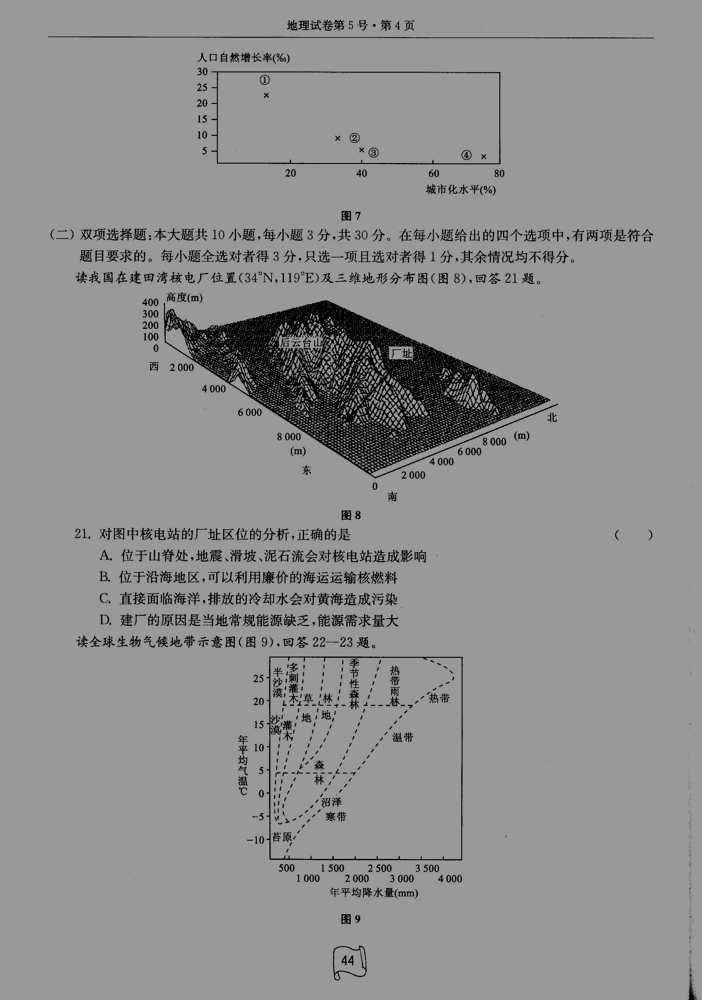 地理试卷第 5 号·第 4 页
人口自然增长率(‰)
30
25
20
15
10
5
①
②
③
④
20 40 60 80
城市化水平(%)
图 7
(二) 双项选择题:本大题共 10 小题,每小题 3 分,共 30 分。在每小题给出的四个选项中,有两项是符合
题目要求的。每小题全选对者得 3 分,只选一项且选对者得 1 分,其余情况均不得分。
读我国在建田湾核电厂位置(34°N,119°E)及三维地形分布图(图 8),回答 21 题。
高度(m)
400
300
200
100
0
后云台山
厂址
西 2 000
4 000
6 000
8 000
(m)
东
北
(m)
8 000
6 000
4 000
2 000
0
南
图 8
21. 对图中核电站的厂址区位的分析,正确的是 ( )
A. 位于山脊处,地震、滑坡、泥石流会对核电站造成影响
B. 位于沿海地区,可以利用廉价的海运运输核燃料
C. 直接面临海洋,排放的冷却水会对黄海造成污染
D. 建厂的原因是当地常规能源缺乏,能源需求量大
读全球生物气候地带示意图(图 9),回答 22—23 题。
年平均气温℃
25
20
15
10
5
0
−5
−10
半沙漠
多刺灌木
草地
林地
季节性森林
热带雨林
热带
沙漠
灌木
温带
森林
沼泽
寒带
苔原
500 1 500 2 500 3 500
1 000 2 000 3 000 4 000
年平均降水量(mm)
图 9
44